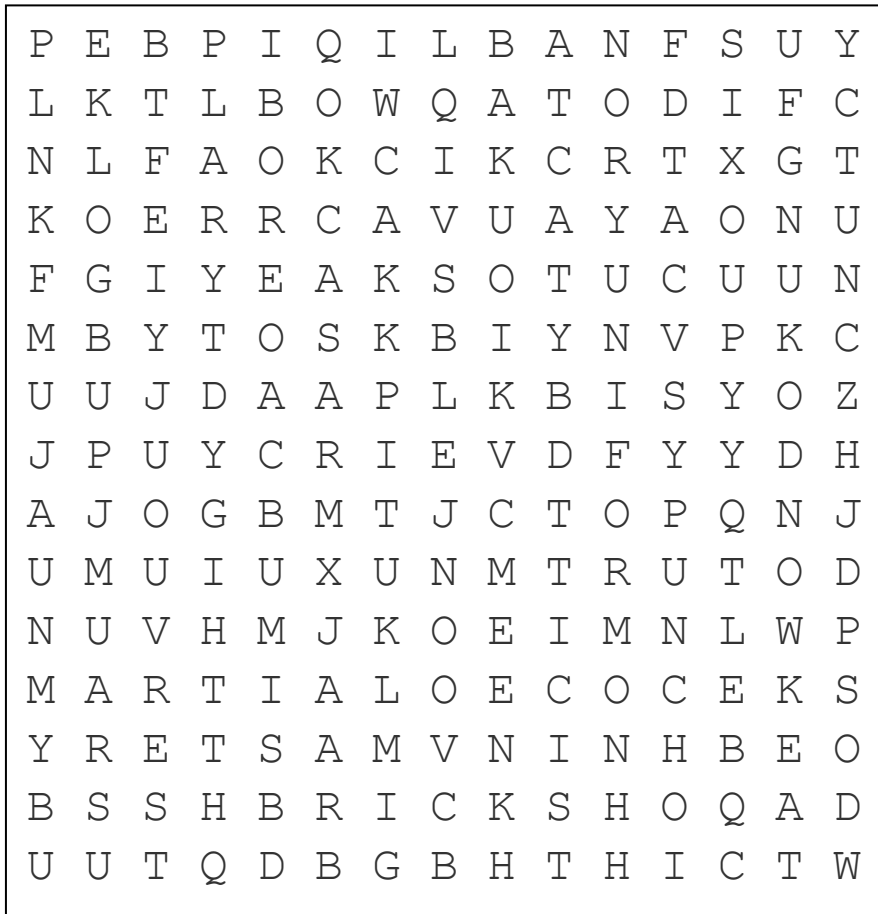 P E B P I Q I L B A N F S U Y
L K T L B O W Q A T O D I F C
N L F A O K C I K C R T X G T
K O E R R C A V U A Y A O N U
F G I Y E A K S O T U C U U N
M B Y T O S K B I Y N V P K C
U U J D A A P L K B I S Y O Z
J P U Y C R I E V D F Y Y D H
A J O G B M T J C T O P Q N J
U M U I U X U N M T R U T O D
N U V H M J K O E I M N L W P
M A R T I A L O E C O C E K S
Y R E T S A M V N I N H B E O
B S S H B R I C K S H O Q A D
U U T Q D B G B H T H I C T W